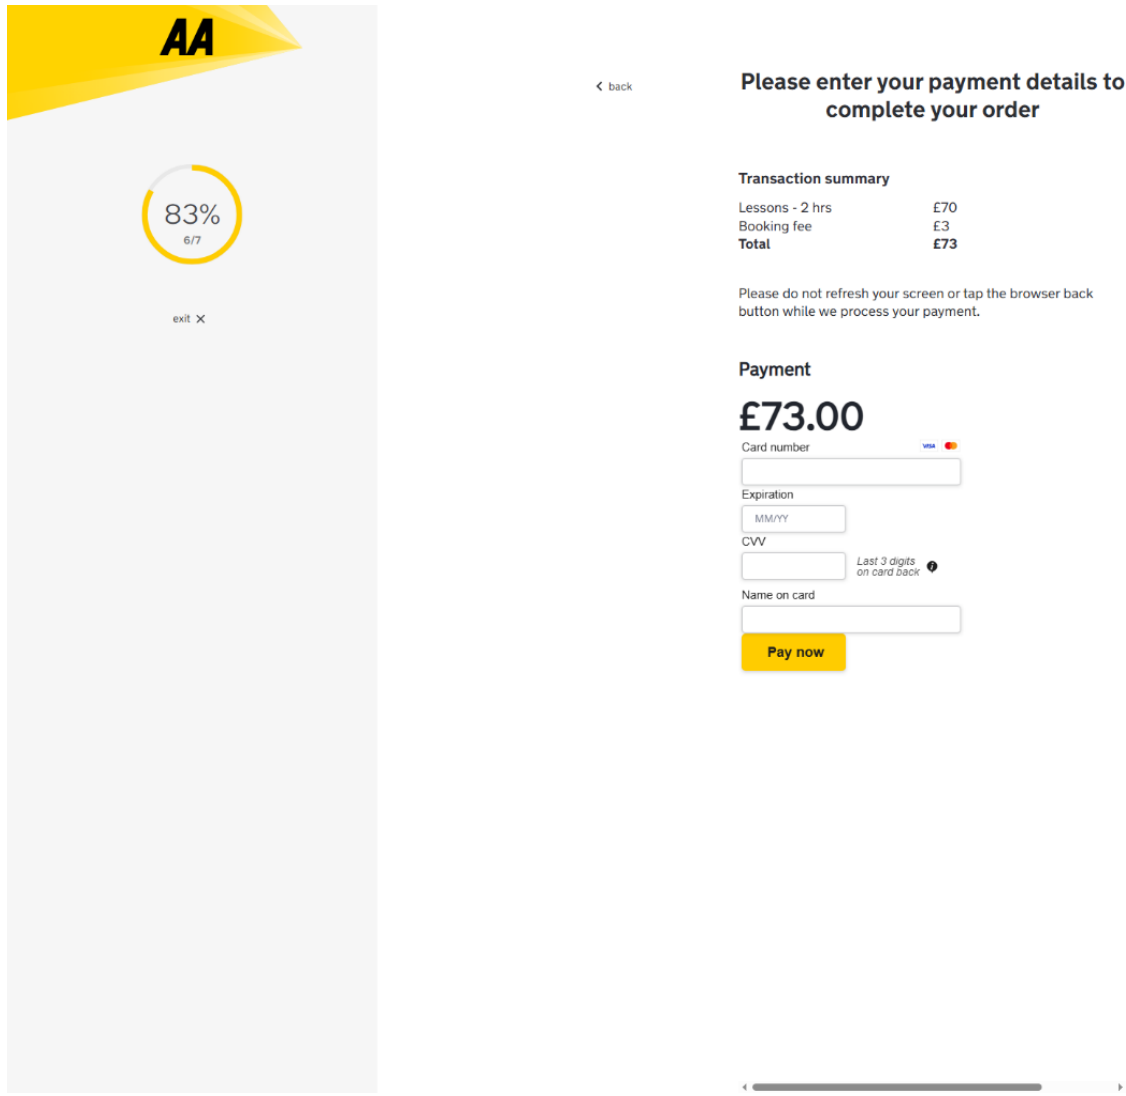 AA
83%
6/7
exit
back
Please enter your payment details to
complete your order
Transaction summary
Lessons - 2 hrs £70
Booking fee £3
Total £73
Please do not refresh your screen or tap the browser back
button while we process your payment.
Payment
£73.00
Card number VISA
Expiration
MM/YY
CVV
Last 3 digits
on card back i
Name on card
Pay now